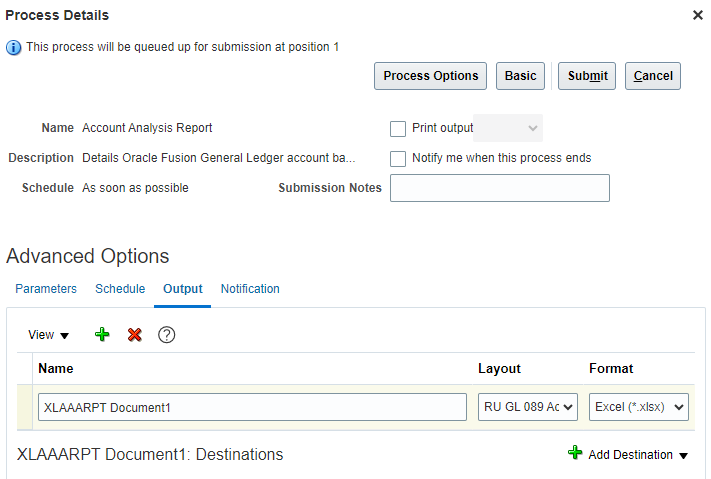 Process Details
This process will be queued up for submission at position 1
Process Options Basic Submit Cancel
Name Account Analysis Report Print output
Description Details Oracle Fusion General Ledger account ba... Notify me when this process ends
Schedule As soon as possible Submission Notes
Advanced Options
Parameters Schedule Output Notification
View
Name Layout Format
XLAAARPT Document1 RU GL 089 Ac Excel (*.xlsx)
XLAAARPT Document1: Destinations Add Destination